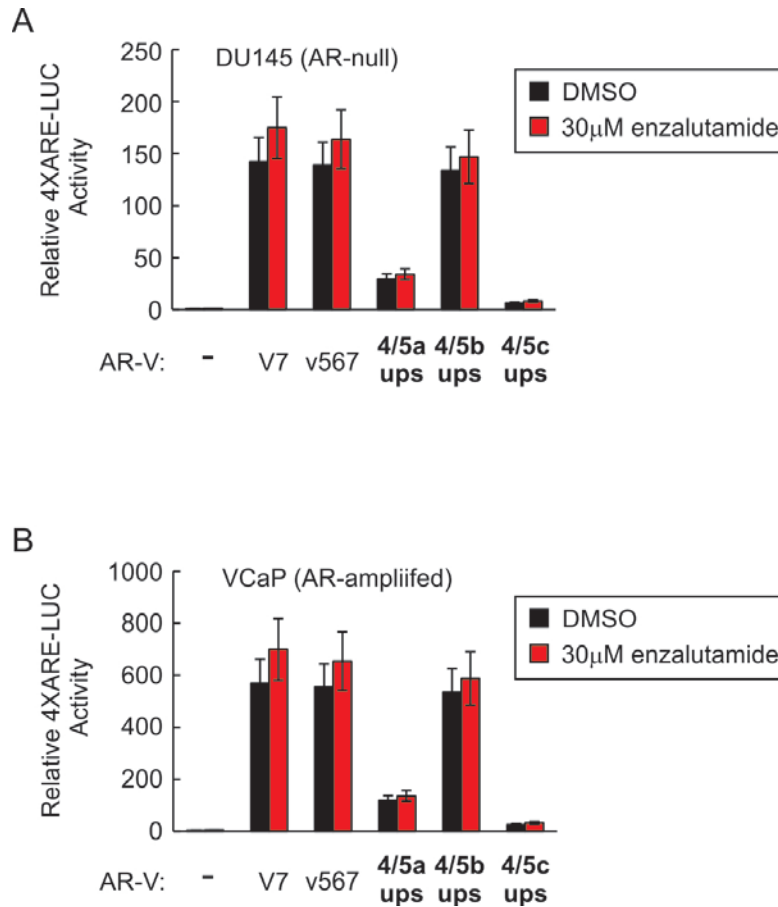 A
DU145 (AR-null)
DMSO
30μM enzalutamide
Relative 4XARE-LUC
Activity
250
200
150
100
50
0
AR-V: - V7 v567 4/5a ups 4/5b ups 4/5c ups
B
VCaP (AR-ampliifed)
DMSO
30μM enzalutamide
Relative 4XARE-LUC
Activity
1000
800
600
400
200
0
AR-V: - V7 v567 4/5a ups 4/5b ups 4/5c ups